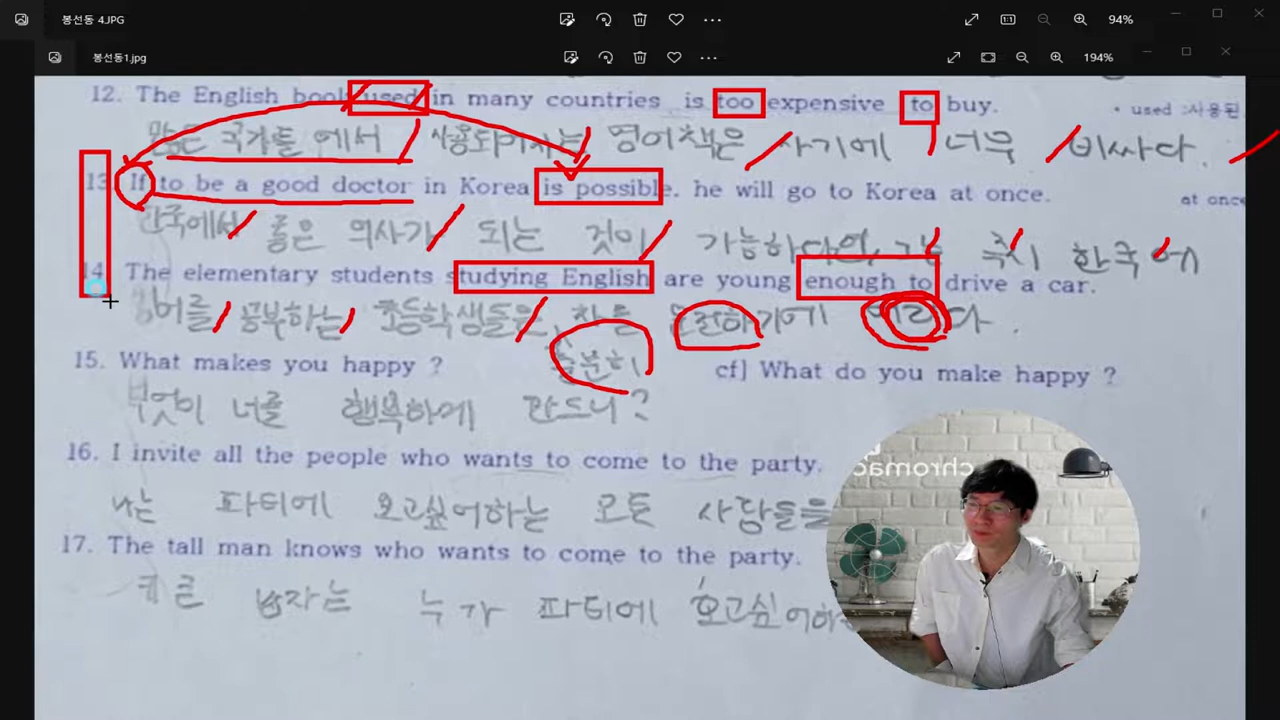 봉선동 4.JPG
94%
봉선동1.jpg
194%
12. The English book used in many countries is too expensive to buy.
• used :사용된
많은 국가들 에서 사용되어지는 영어책은 사기에 너무 비싸다.
13. If to be a good doctor in Korea is possible. he will go to Korea at once.
at once
한국에서 좋은 의사가 되는 것이 가능하다면, 즉시 한국에
14. The elementary students studying English are young enough to drive a car.
영어를 공부하는 초등학생들은 차를 운전하기에 어리다.
충분히
15. What makes you happy ?
cf] What do you make happy ?
무엇이 너를 행복하게 만드니?
16. I invite all the people who wants to come to the party.
나는 파티에 오고싶어하는 모든 사람들을
17. The tall man knows who wants to come to the party.
키큰 남자는 누가 파티에 오고싶어하
chromac